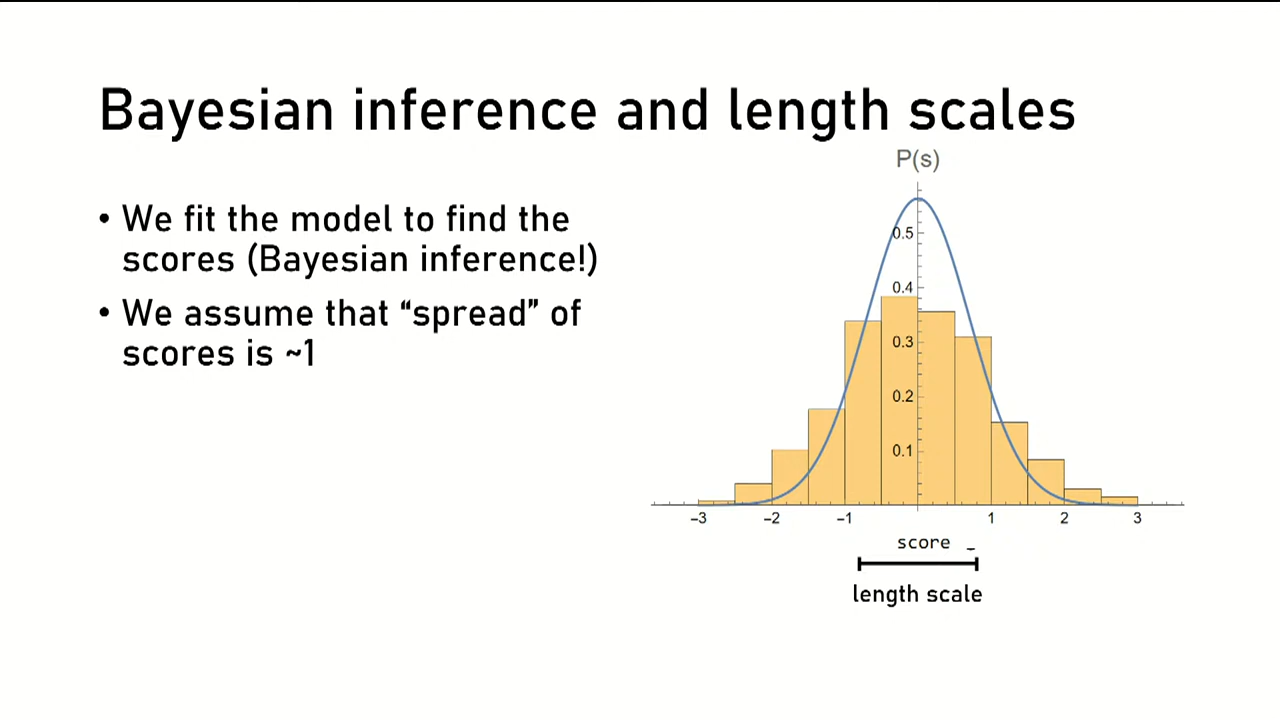 Bayesian inference and length scales
P(s)
• We fit the model to find the
scores (Bayesian inference!)
• We assume that “spread” of
scores is ~1
0.5
0.4
0.3
0.2
0.1
−3 −2 −1 1 2 3
score
length scale